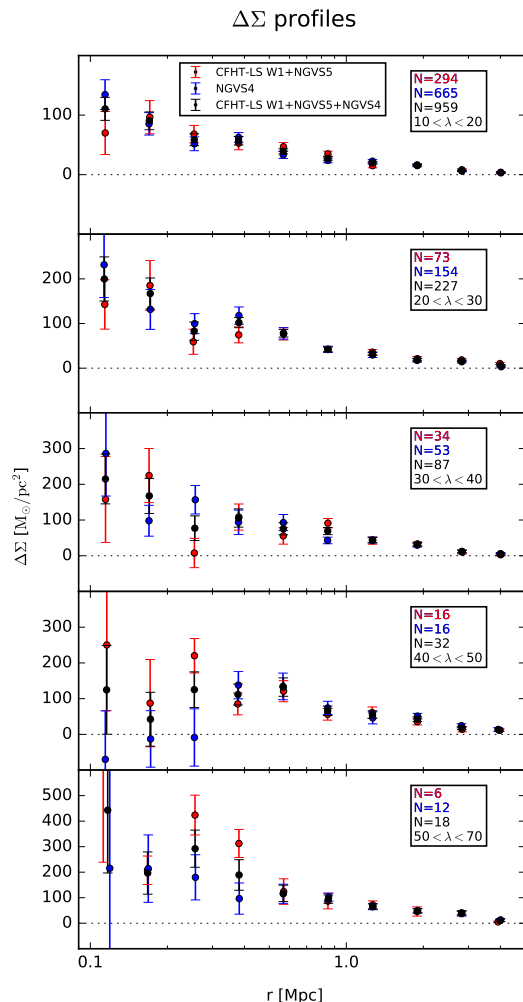 ΔΣ profiles
CFHT-LS W1+NGVS5
NGVS4
CFHT-LS W1+NGVS5+NGVS4
N=294
N=665
N=959
10<λ<20
100
0
N=73
N=154
N=227
20<λ<30
200
100
0
N=34
N=53
N=87
30<λ<40
300
200
100
0
ΔΣ [M☉/pc²]
N=16
N=16
N=32
40<λ<50
300
200
100
0
N=6
N=12
N=18
50<λ<70
500
400
300
200
100
0
0.1
1.0
r [Mpc]